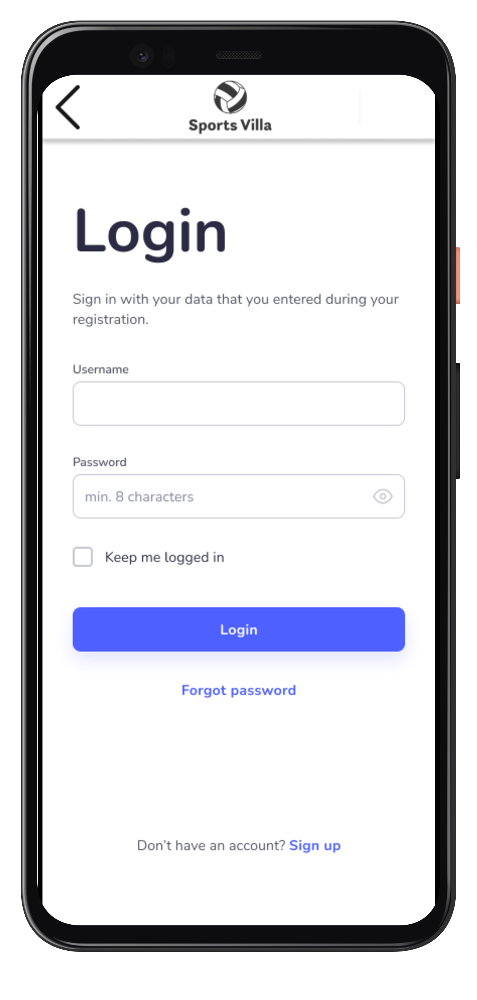 Sports Villa
Login
Sign in with your data that you entered during your
registration.
Username
Password
min. 8 characters
Keep me logged in
Login
Forgot password
Don't have an account? Sign up